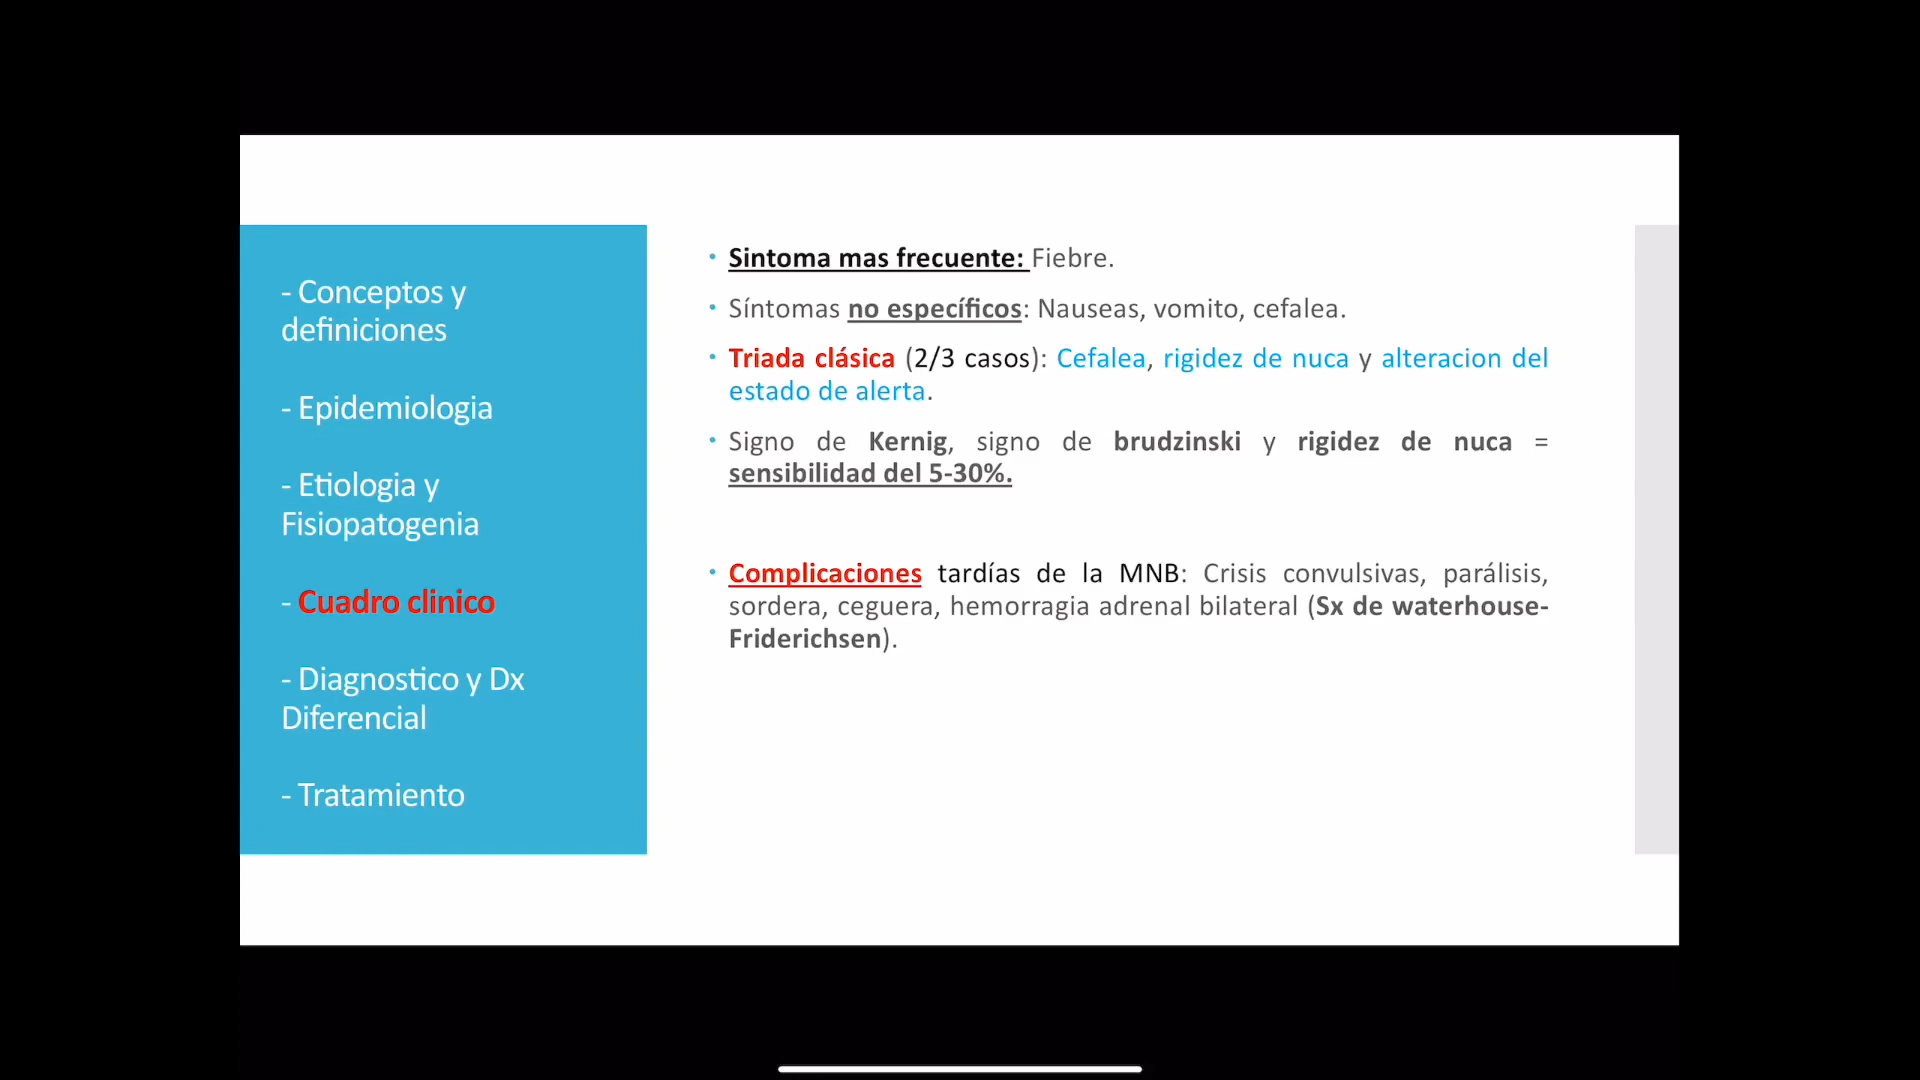 - Conceptos y
definiciones
- Epidemiologia
- Etiologia y
Fisiopatogenia
- Cuadro clinico
- Diagnostico y Dx
Diferencial
- Tratamiento
• Sintoma mas frecuente: Fiebre.
• Síntomas no específicos: Nauseas, vomito, cefalea.
• Triada clásica (2/3 casos): Cefalea, rigidez de nuca y alteracion del
estado de alerta.
• Signo de Kernig, signo de brudzinski y rigidez de nuca =
sensibilidad del 5-30%.
• Complicaciones tardías de la MNB: Crisis convulsivas, parálisis,
sordera, ceguera, hemorragia adrenal bilateral (Sx de waterhouse-
Friderichsen).